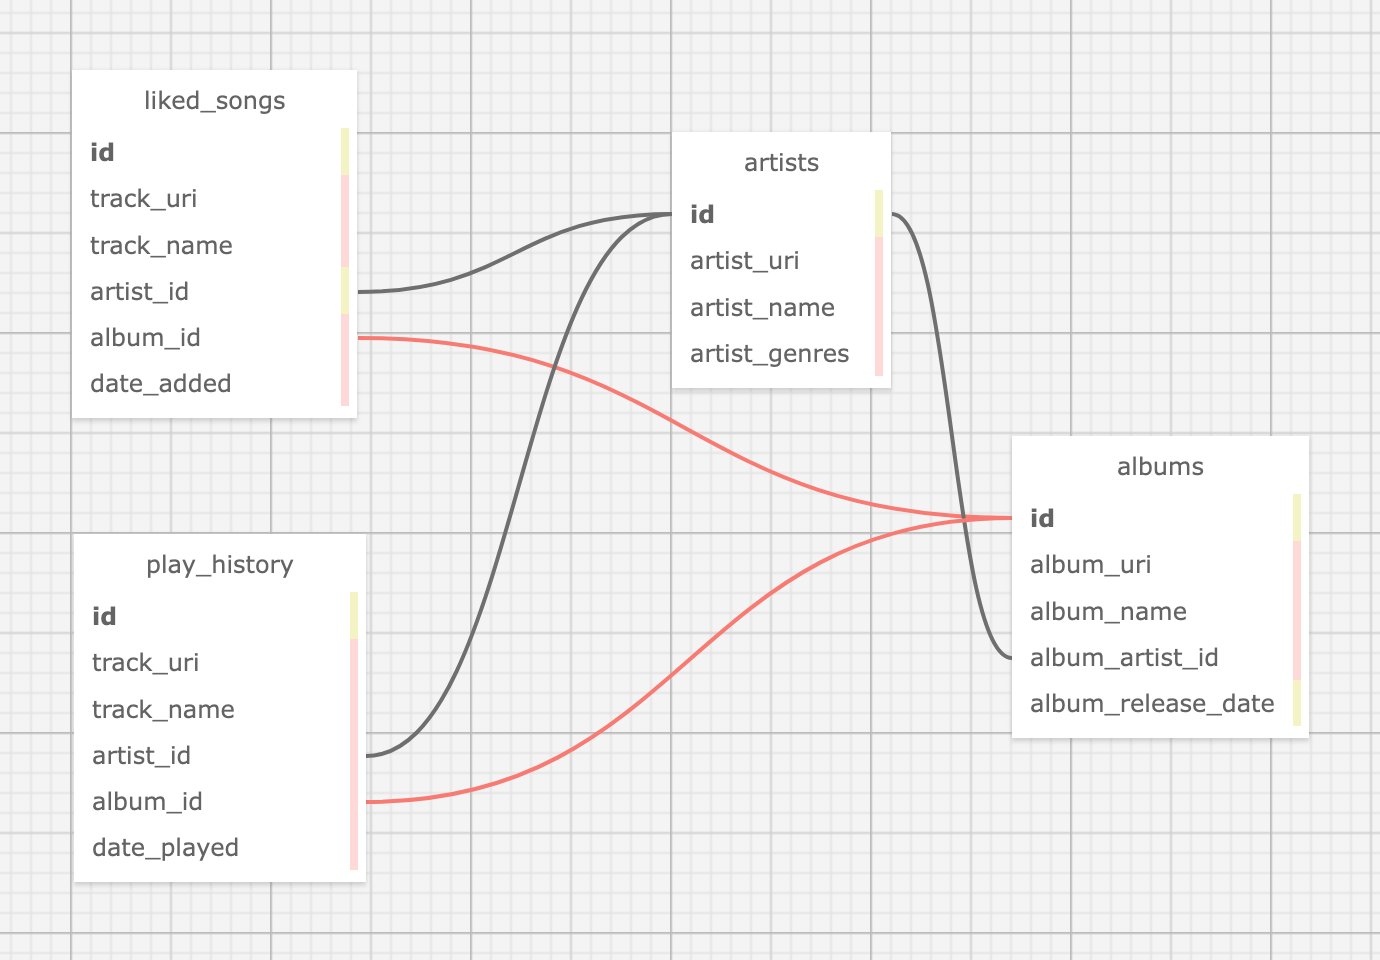 liked_songs
id
track_uri
track_name
artist_id
album_id
date_added
artists
id
artist_uri
artist_name
artist_genres
albums
id
album_uri
album_name
album_artist_id
album_release_date
play_history
id
track_uri
track_name
artist_id
album_id
date_played